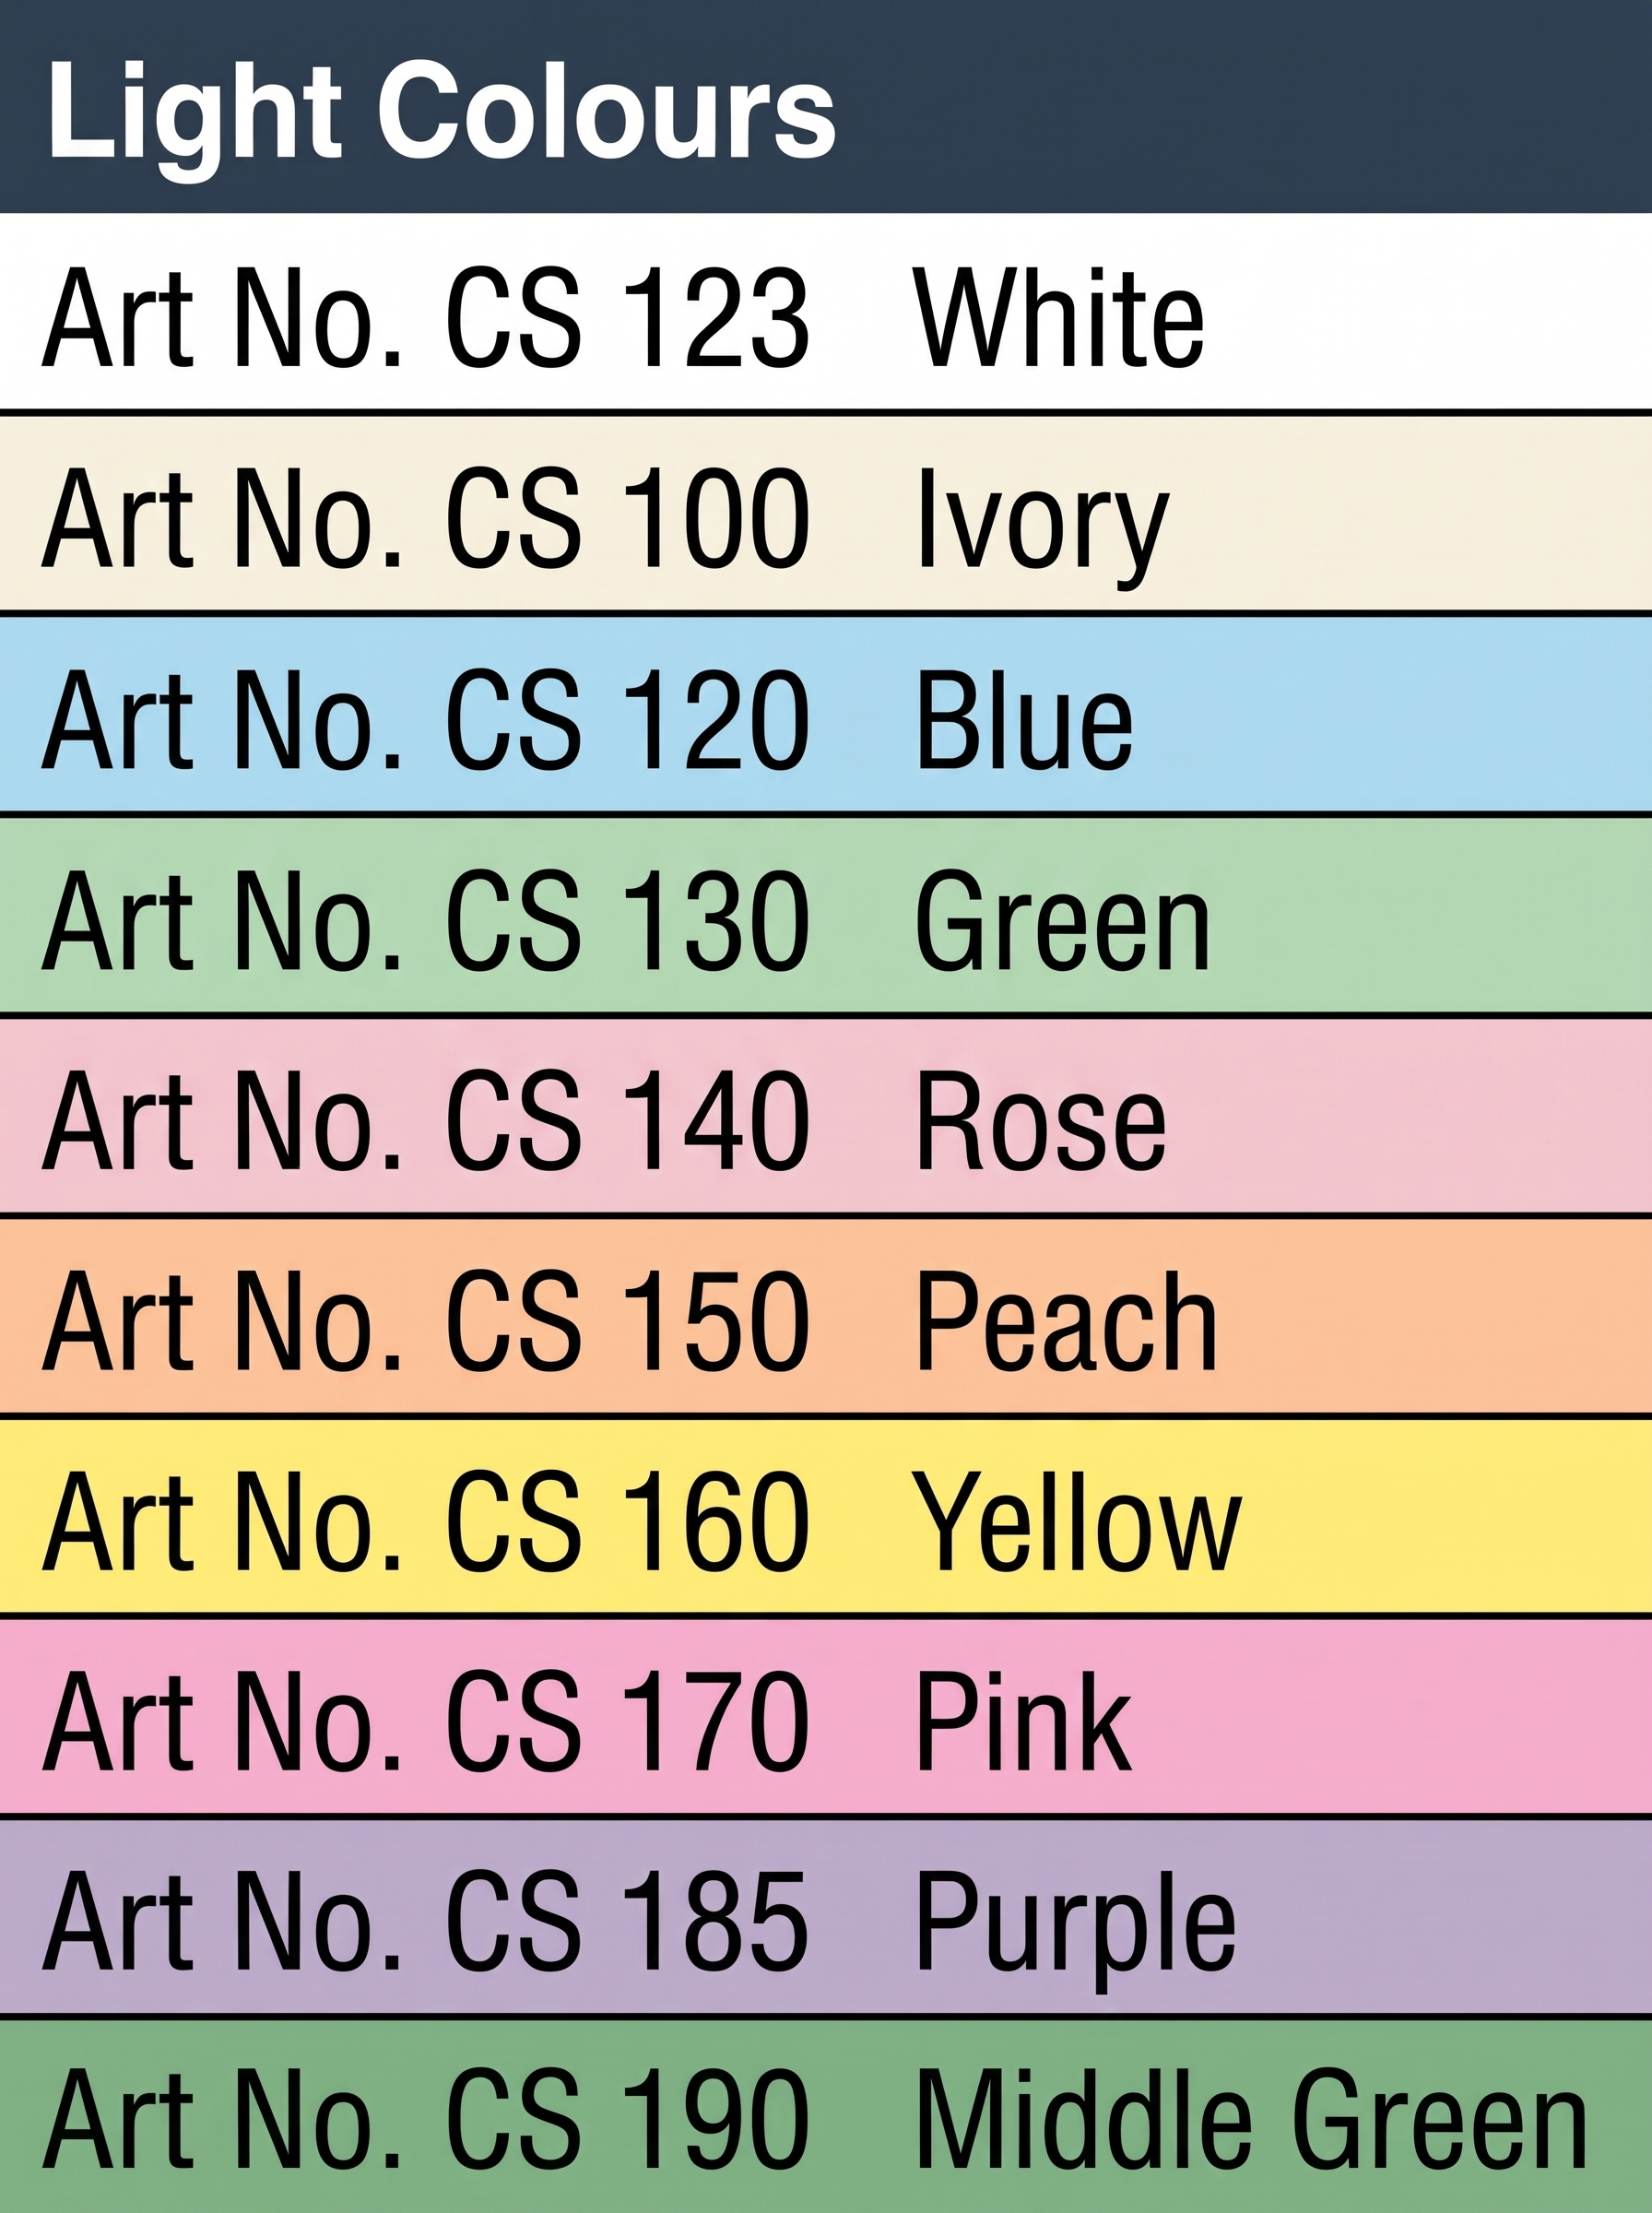 Light Colours
Art No. CS 123 White
Art No. CS 100 Ivory
Art No. CS 120 Blue
Art No. CS 130 Green
Art No. CS 140 Rose
Art No. CS 150 Peach
Art No. CS 160 Yellow
Art No. CS 170 Pink
Art No. CS 185 Purple
Art No. CS 190 Middle Green